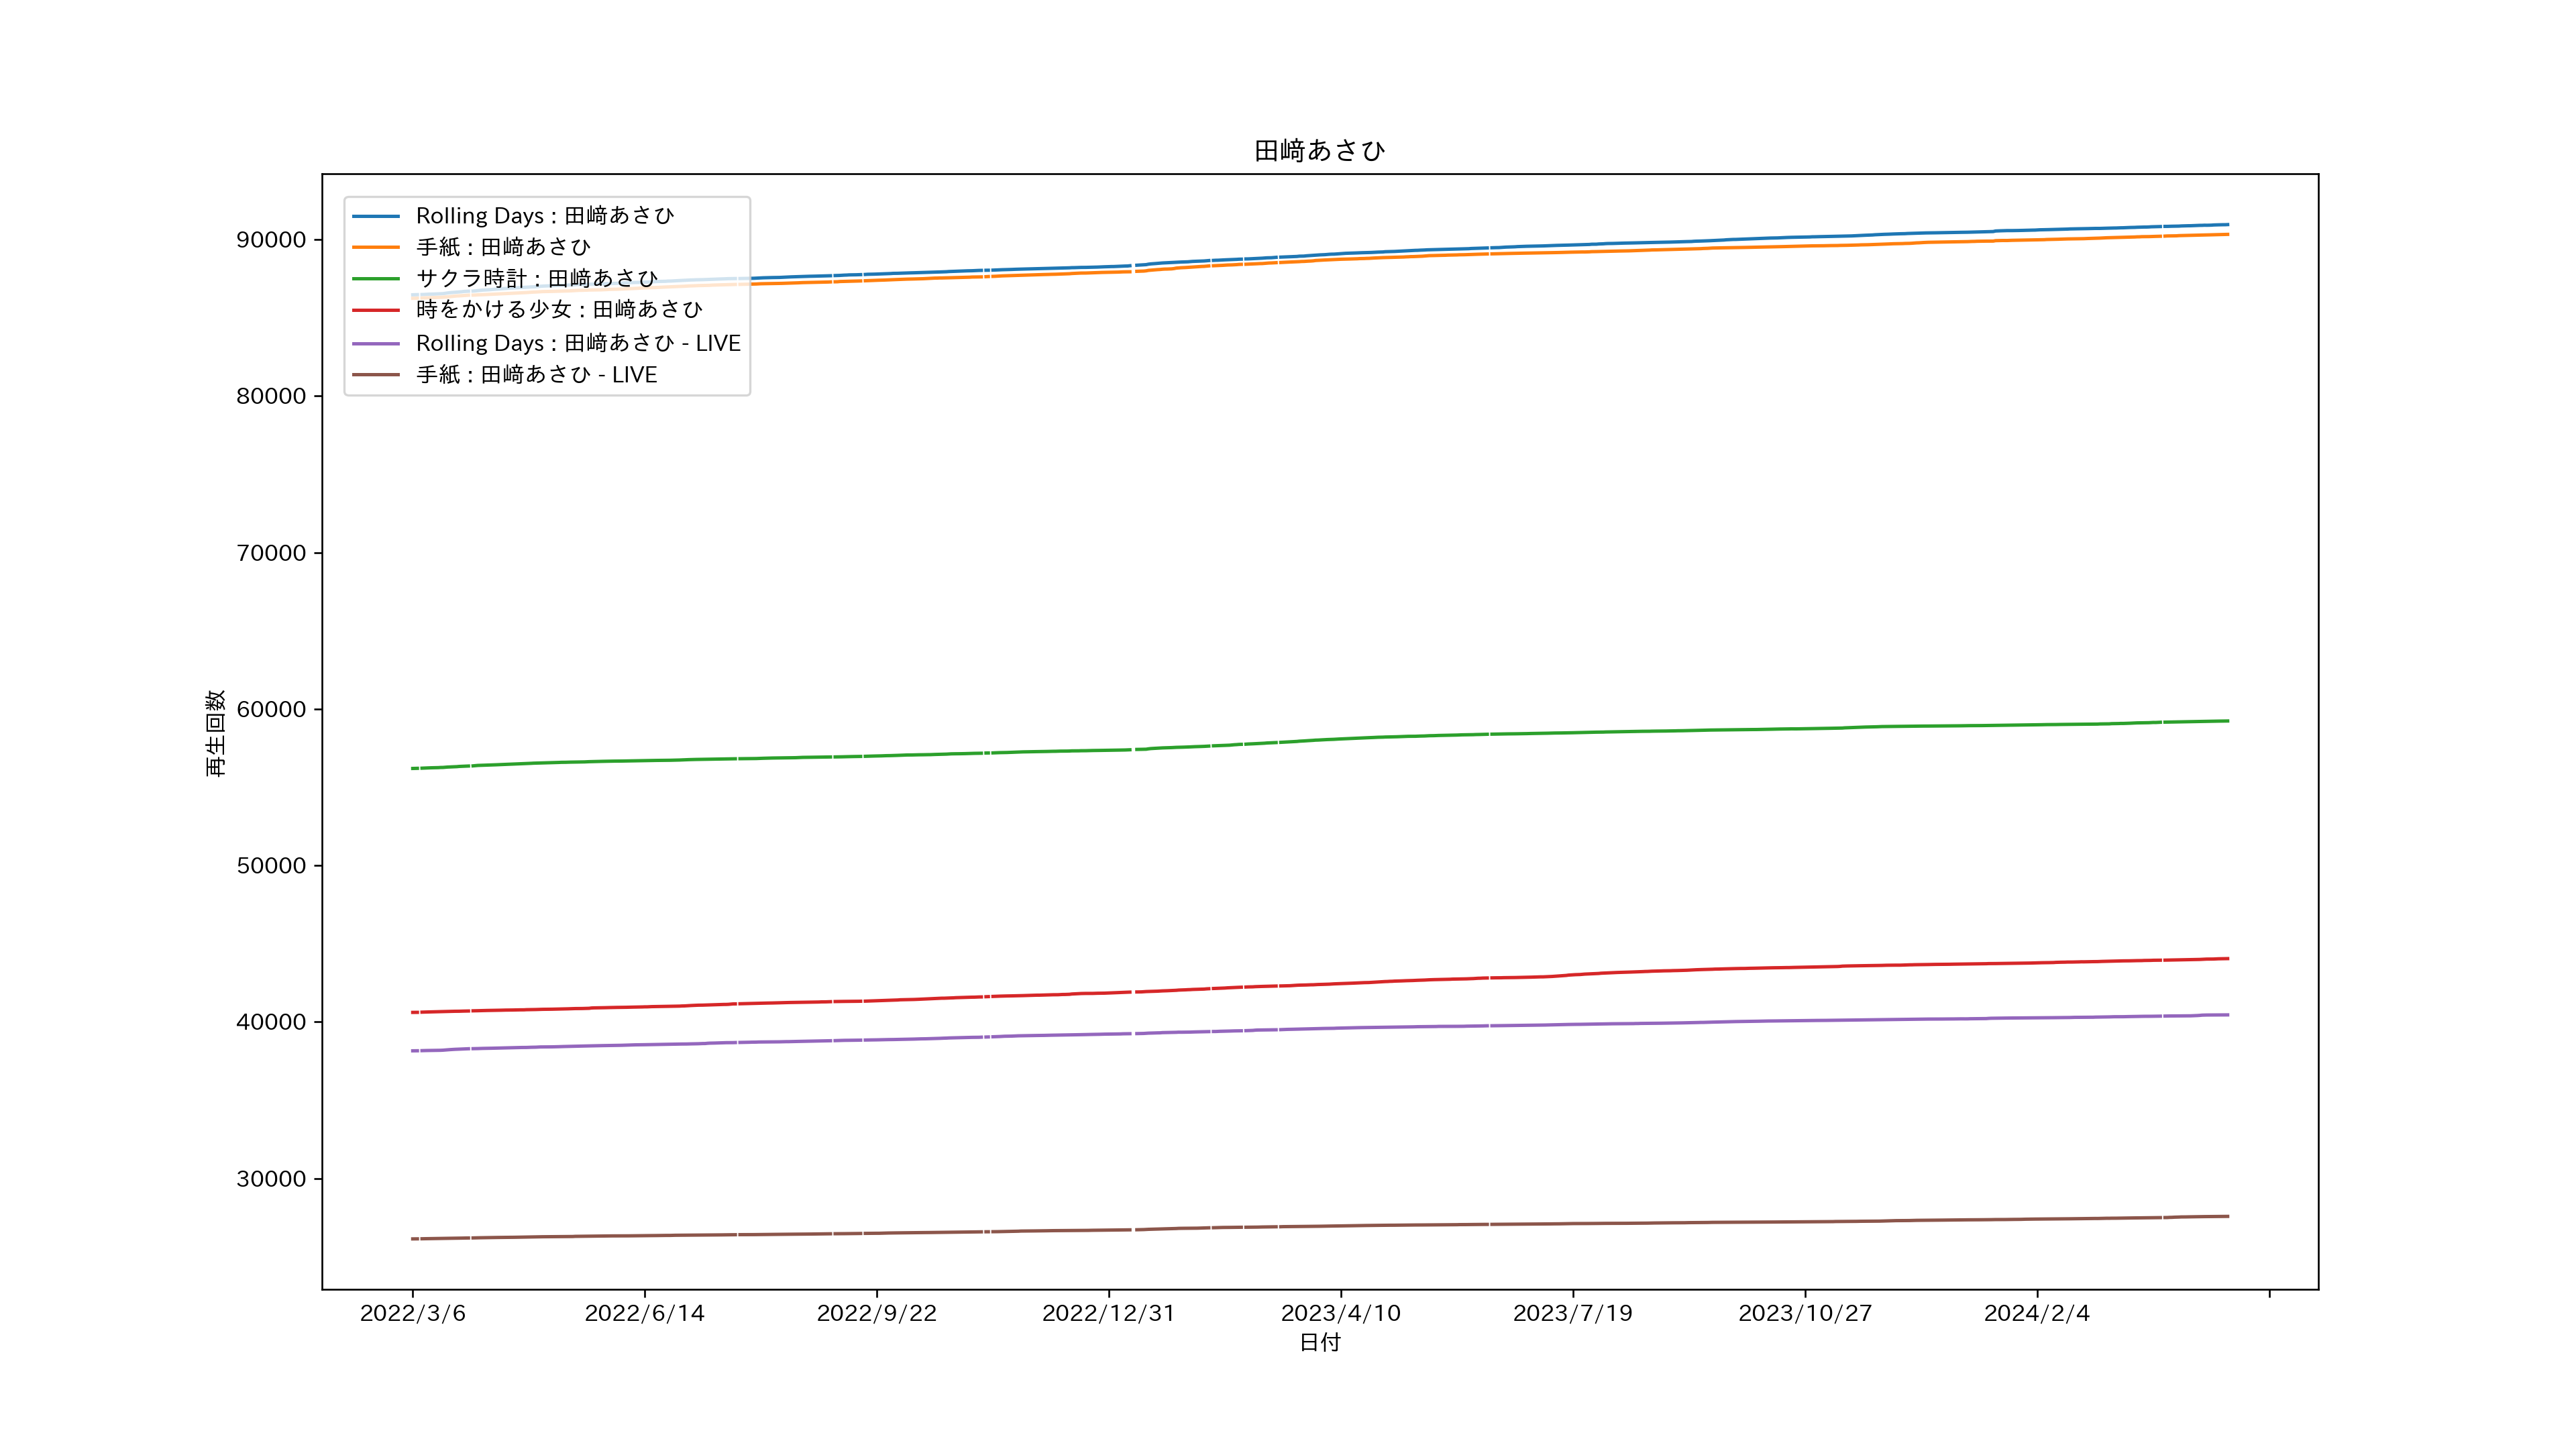 田﨑あさひ
Rolling Days : 田﨑あさひ
手紙 : 田﨑あさひ
サクラ時計 : 田﨑あさひ
時をかける少女 : 田﨑あさひ
Rolling Days : 田﨑あさひ - LIVE
手紙 : 田﨑あさひ - LIVE
90000
80000
70000
60000
50000
40000
30000
再生回数
2022/3/6
2022/6/14
2022/9/22
2022/12/31
2023/4/10
2023/7/19
2023/10/27
2024/2/4
日付